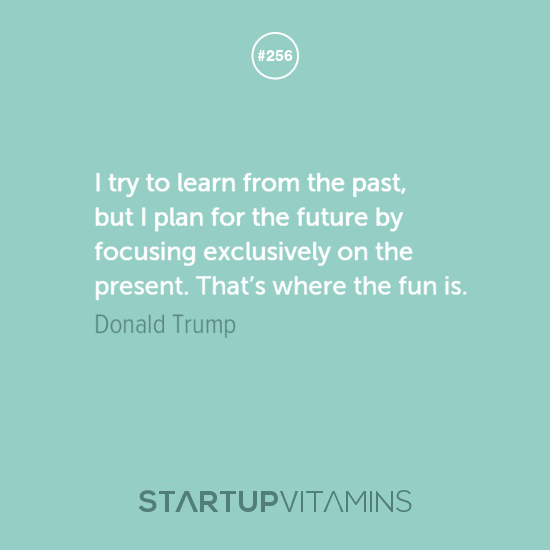 #256
I try to learn from the past,
but I plan for the future by
focusing exclusively on the
present. That’s where the fun is.
Donald Trump
STARTUPVITAMINS